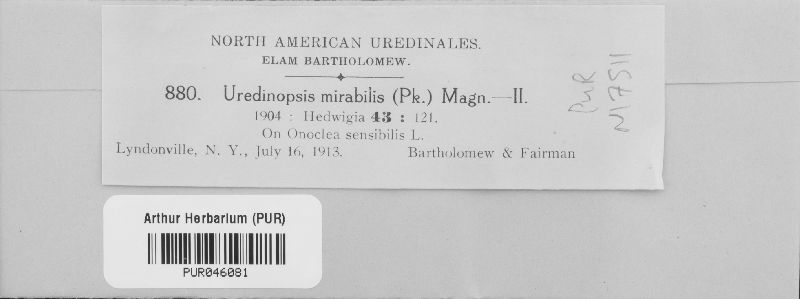 NORTH AMERICAN UREDINALES.
ELAM BARTHOLOMEW.
880. Uredinopsis mirabilis (Pk.) Magn.—II.
1904 : Hedwigia 43 : 121.
On Onoclea sensibilis L.
Lyndonville, N. Y., July 16, 1913. Bartholomew & Fairman
PUR
N17511
Arthur Herbarium (PUR)
PUR046081